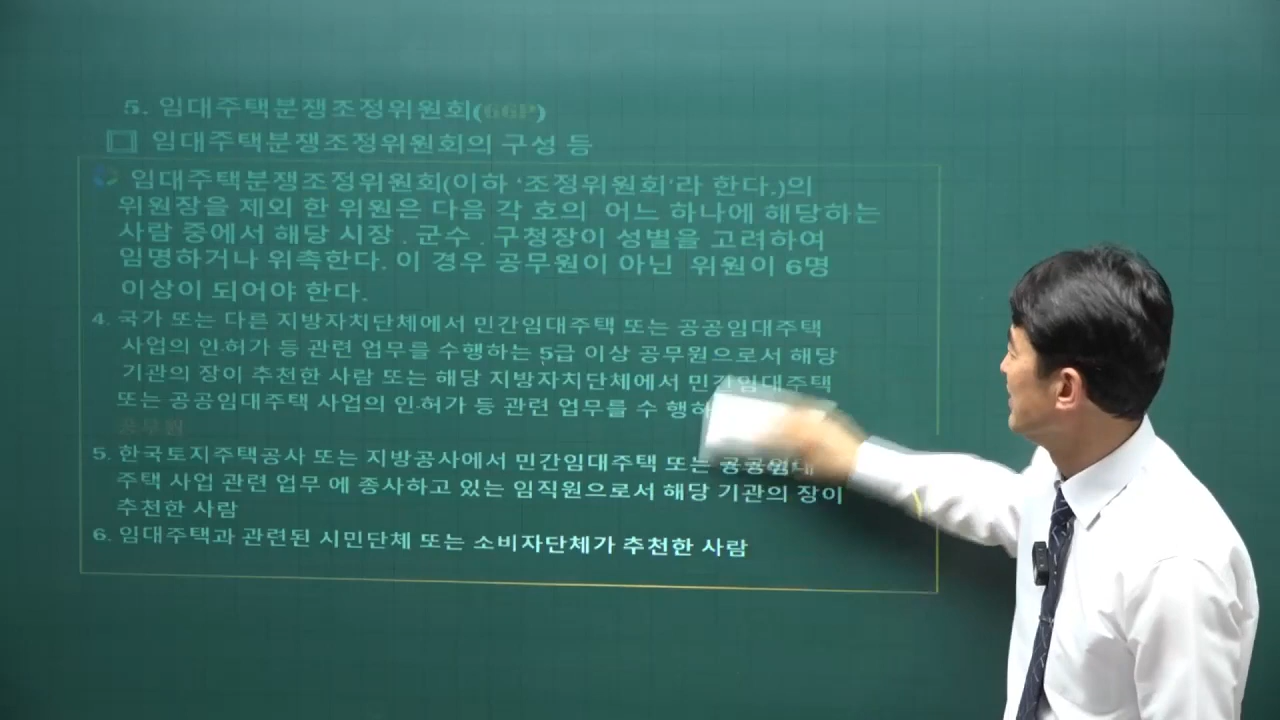 5. 임대주택분쟁조정위원회(66P)
임대주택분쟁조정위원회의 구성 등
임대주택분쟁조정위원회(이하 ‘조정위원회’라 한다.)의
위원장을 제외 한 위원은 다음 각 호의 어느 하나에 해당하는
사람 중에서 해당 시장 . 군수 . 구청장이 성별을 고려하여
임명하거나 위촉한다. 이 경우 공무원이 아닌 위원이 6명
이상이 되어야 한다.
4. 국가 또는 다른 지방자치단체에서 민간임대주택 또는 공공임대주택
사업의 인·허가 등 관련 업무를 수행하는 5급 이상 공무원으로서 해당
기관의 장이 추천한 사람 또는 해당 지방자치단체에서 민간임대주택
또는 공공임대주택 사업의 인·허가 등 관련 업무를 수 행하
공무원
5. 한국토지주택공사 또는 지방공사에서 민간임대주택 또는 공공임대
주택 사업 관련 업무 에 종사하고 있는 임직원으로서 해당 기관의 장이
추천한 사람
6. 임대주택과 관련된 시민단체 또는 소비자단체가 추천한 사람